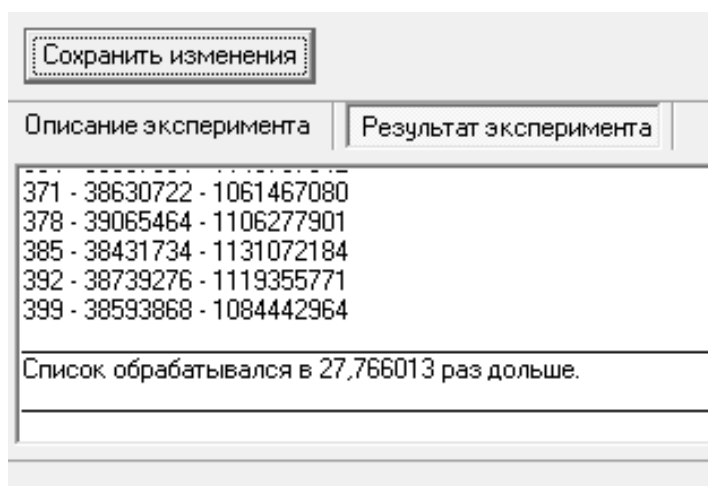 Сохранить изменения
Описание эксперимента Результат эксперимента
371 - 38630722 - 1061467080
378 - 39065464 - 1106277901
385 - 38431734 - 1131072184
392 - 38739276 - 1119355771
399 - 38593868 - 1084442964
Список обрабатывался в 27,766013 раз дольше.